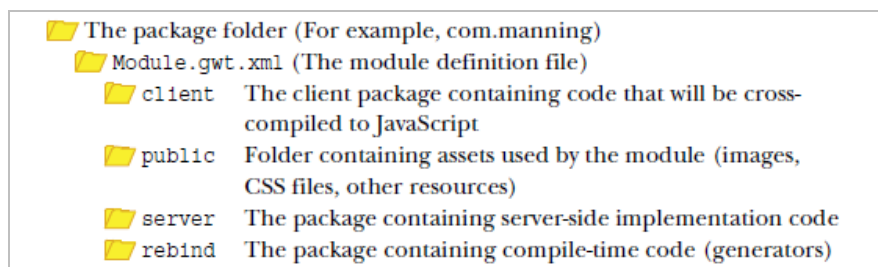 The package folder (For example, com.manning)
Module.gwt.xml (The module definition file)
client The client package containing code that will be cross-
compiled to JavaScript
public Folder containing assets used by the module (images,
CSS files, other resources)
server The package containing server-side implementation code
rebind The package containing compile-time code (generators)